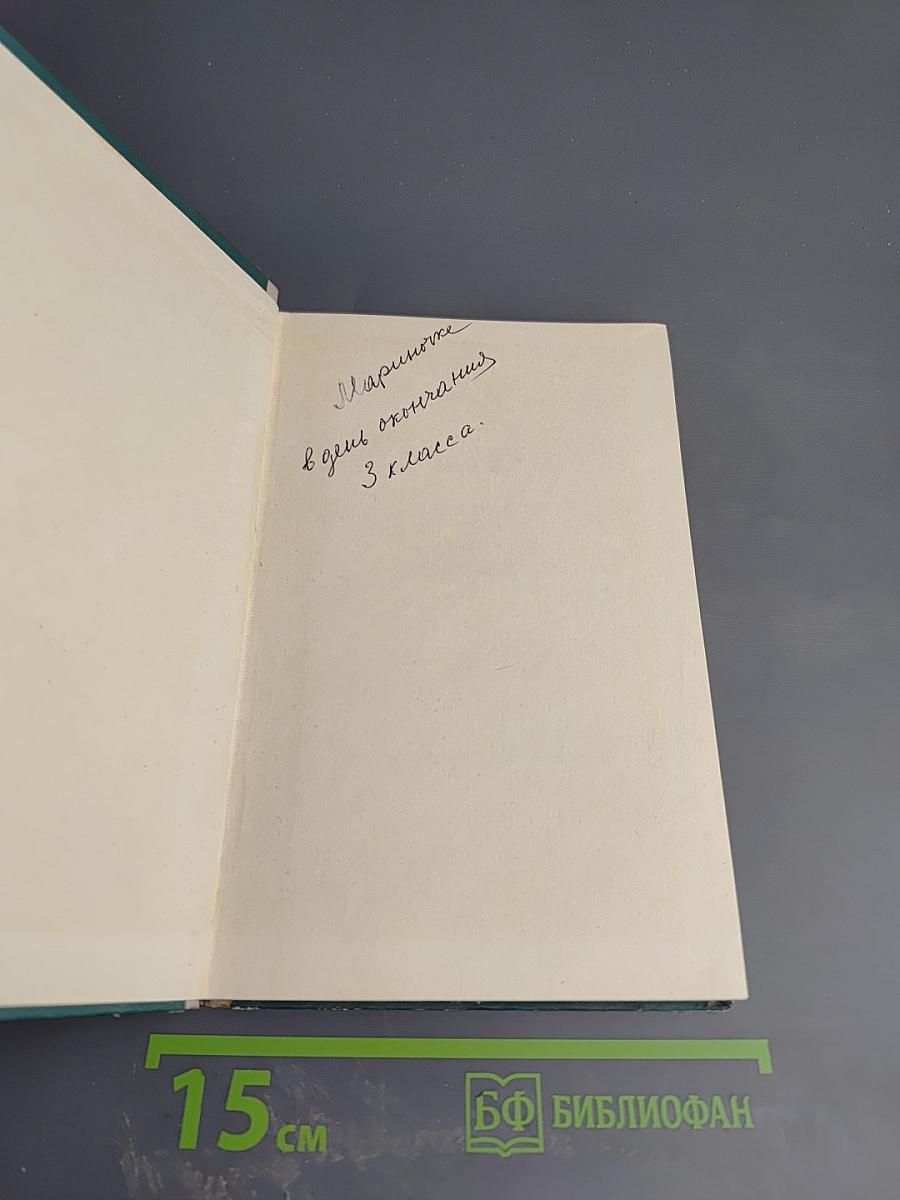 Мариночке
в день окончания
3 класса.
15 см
БФ БИБЛИОФАН